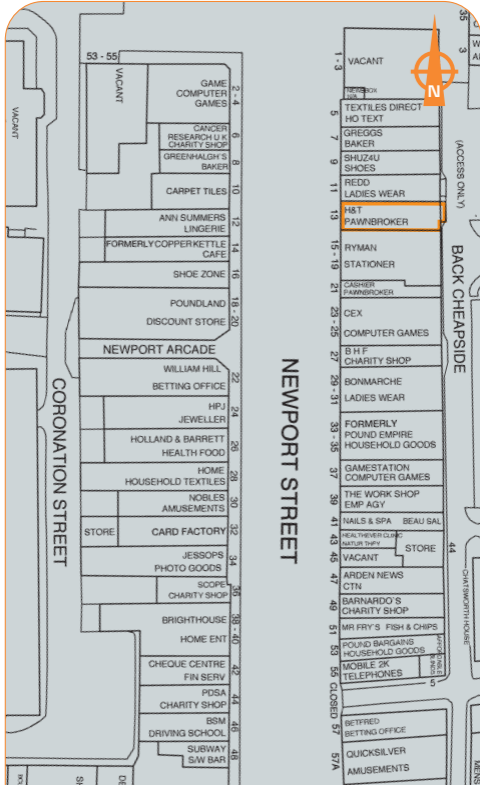 53 - 55
VACANT
VACANT
GAME
COMPUTER
GAMES
2 - 4
CANCER
RESEARCH U K
CHARITY SHOP
6
GREENHALGH'S
BAKER
8
CARPET TILES
10
ANN SUMMERS
LINGERIE
12
FORMERLY COPPER KETTLE
CAFE
14
SHOE ZONE
16
POUNDLAND
DISCOUNT STORE
18 - 20
NEWPORT ARCADE
WILLIAM HILL
BETTING OFFICE
22
HPJ
JEWELLER
24
HOLLAND & BARRETT
HEALTH FOOD
26
HOME
HOUSEHOLD TEXTILES
28
NOBLES
AMUSEMENTS
30
STORE
CARD FACTORY
32
JESSOPS
PHOTO GOODS
34
SCOPE
CHARITY SHOP
36
BRIGHTHOUSE
HOME ENT
38 - 40
CHEQUE CENTRE
FIN SERV
42
PDSA
CHARITY SHOP
44
BSM
DRIVING SCHOOL
46
SUBWAY
S/W BAR
48
CORONATION STREET
NEWPORT STREET
1 - 3
VACANT
5
TEXTILES DIRECT
HO TEXT
7
GREGGS
BAKER
9
SHUZ4U
SHOES
11
REDD
LADIES WEAR
13
H&T
PAWNBROKER
15 - 19
RYMAN
STATIONER
21
CASHIER
PAWNBROKER
23 - 25
CEX
COMPUTER GAMES
27
B H F
CHARITY SHOP
29 - 31
BONMARCHE
LADIES WEAR
33 - 35
FORMERLY
POUND EMPIRE
HOUSEHOLD GOODS
37
GAMESTATION
COMPUTER GAMES
39
THE WORK SHOP
EMP AGY
41
NAILS & SPA BEAU SAL
43
HEALTHEVER CLINIC
NATUR THPY
STORE
45
VACANT
47
ARDEN NEWS
CTN
49
BARNARDO'S
CHARITY SHOP
51
MR FRY'S FISH & CHIPS
53
POUND BARGAINS
HOUSEHOLD GOODS
AFFORDABLE
BLINDS
55
MOBILE 2K
TELEPHONES
5
CLOSED
57
BETFRED
BETTING OFFICE
57A
QUICKSILVER
AMUSEMENTS
N
35
3
(ACCESS ONLY)
BACK CHEAPSIDE
44
CHATSWORTH HOUSE